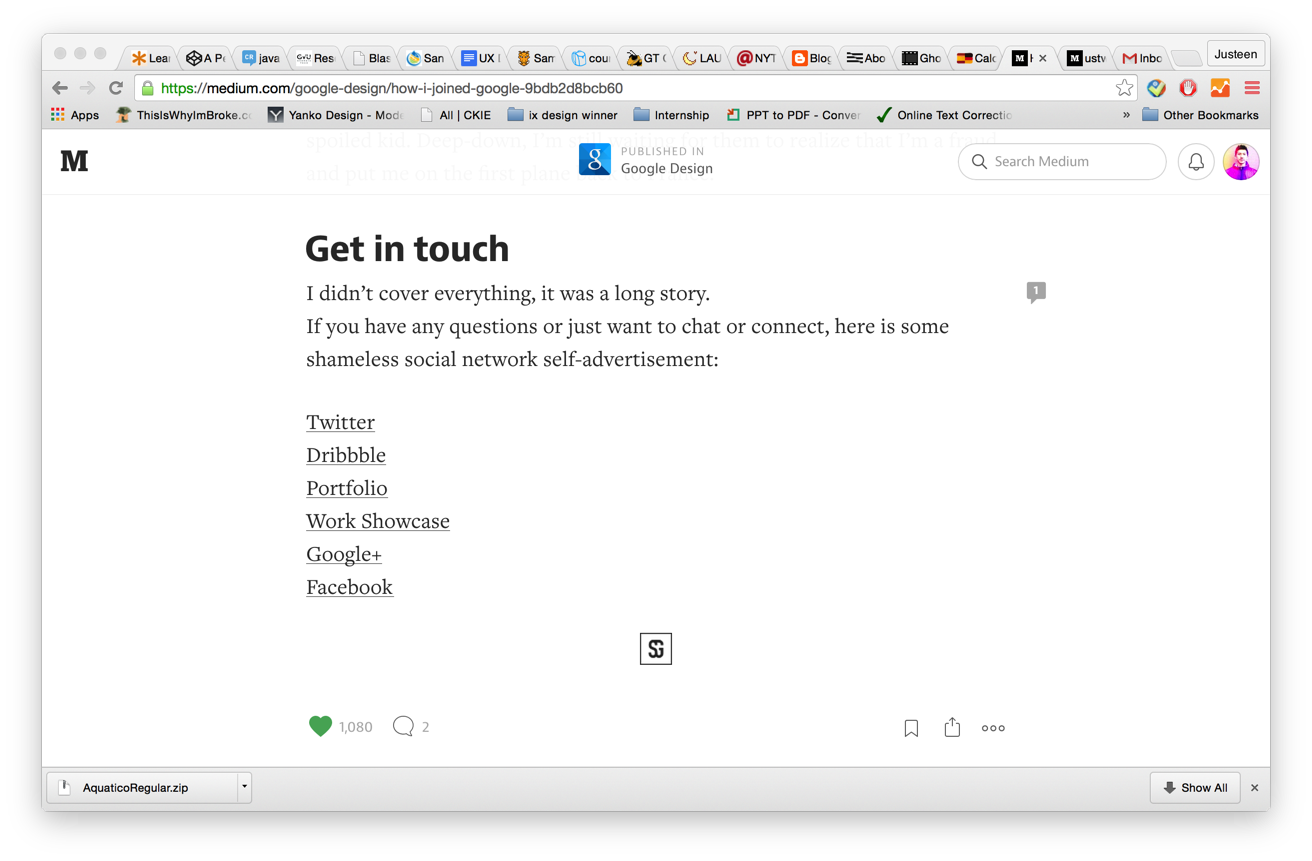 Lear
A P
java
Res
Blas
San
UX
Sam
cour
GT
LAU
NYT
Blog
Abo
Gho
Calc
H
ustv
Inbo
Justeen
https://medium.com/google-design/how-i-joined-google-9bdb2d8bcb60
Apps
ThisIsWhyImBroke.c
Yanko Design - Mod
All | CKIE
ix design winner
Internship
PPT to PDF - Conver
Online Text Correctio
»
Other Bookmarks
spoiled kid. Deep-down, I'm still waiting for them to realize that I'm a fraud
and put me on the first plane
M
PUBLISHED IN
Google Design
Search Medium
Get in touch
I didn't cover everything, it was a long story.
1
If you have any questions or just want to chat or connect, here is some
shameless social network self-advertisement:
Twitter
Dribbble
Portfolio
Work Showcase
Google+
Facebook
SG
1,080
2
AquaticoRegular.zip
Show All